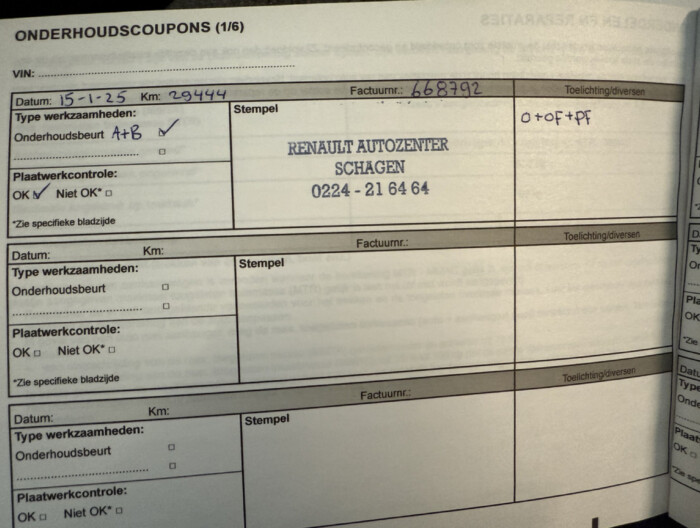 ONDERHOUDSCOUPONS (1/6)
VIN:
Datum: 15-1-25 Km: 29444 Factuurnr.: 668792 Toelichting/diversen
Type werkzaamheden:
Onderhoudsbeurt A+B
Plaatwerkcontrole:
OK Niet OK*
*Zie specifieke bladzijde
Stempel
RENAULT AUTOZENTER
SCHAGEN
0224 - 21 64 64
O+OF+PF
Datum: Km: Factuurnr.: Toelichting/diversen
Type werkzaamheden:
Onderhoudsbeurt
Plaatwerkcontrole:
OK Niet OK*
*Zie specifieke bladzijde
Stempel
Datum: Km: Factuurnr.: Toelichting/diversen
Type werkzaamheden:
Onderhoudsbeurt
Plaatwerkcontrole:
OK Niet OK*
Stempel